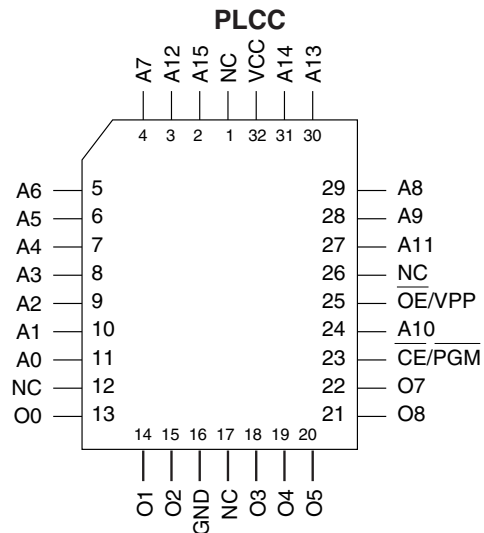 PLCC
A7 A12 A15 NC VCC A14 A13
4 3 2 1 32 31 30
A6 5 29 A8
A5 6 28 A9
A4 7 27 A11
A3 8 26 NC
A2 9 25 OE/VPP
A1 10 24 A10
A0 11 23 CE/PGM
NC 12 22 O7
O0 13 21 O8
14 15 16 17 18 19 20
O1 O2 GND NC O3 O4 O5